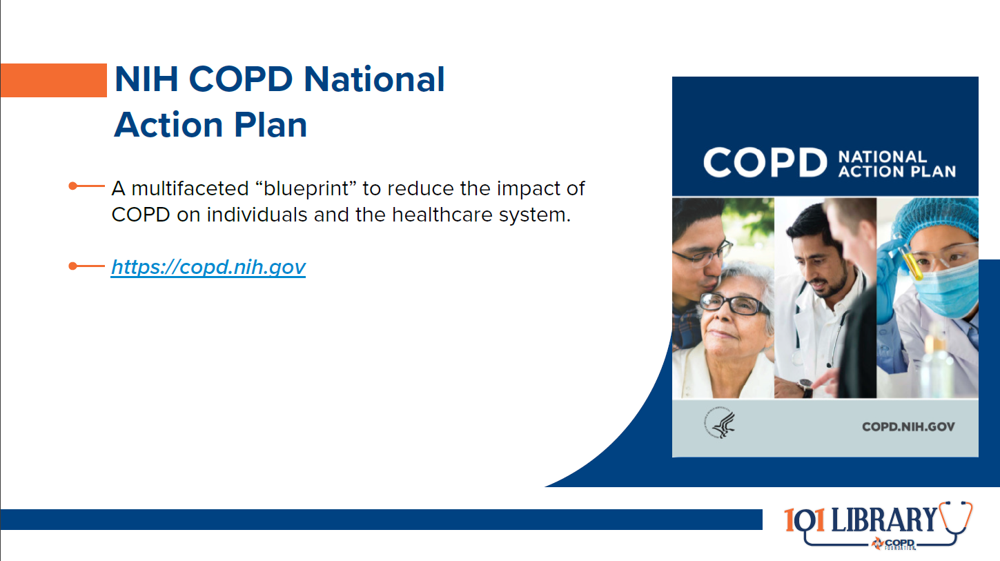 NIH COPD National
Action Plan
A multifaceted “blueprint” to reduce the impact of
COPD on individuals and the healthcare system.
https://copd.nih.gov
COPD NATIONAL
ACTION PLAN
COPD.NIH.GOV
101 LIBRARY
COPD
FOUNDATION